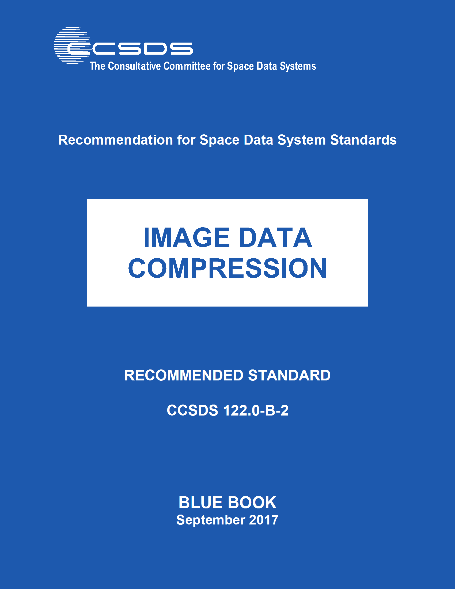 CCSDS
The Consultative Committee for Space Data Systems
Recommendation for Space Data System Standards
IMAGE DATA
COMPRESSION
RECOMMENDED STANDARD
CCSDS 122.0-B-2
BLUE BOOK
September 2017